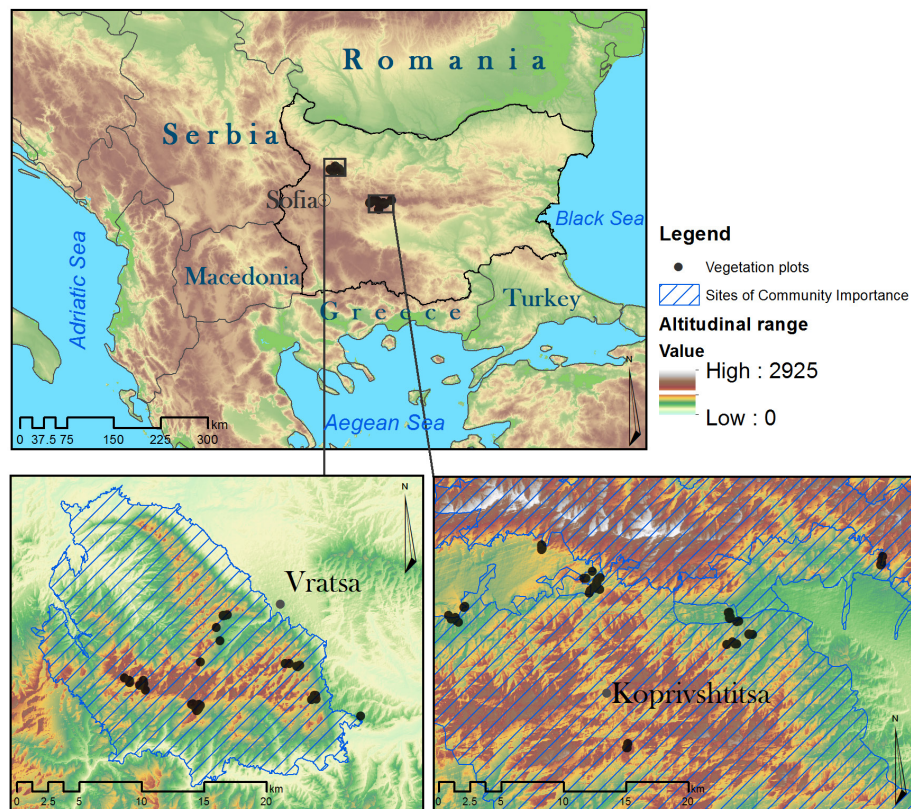 Romania
Serbia
Sofia
Black Sea
Adriatic Sea
Macedonia
Turkey
Greece
Aegean Sea
N
km
0 37.5 75 150 225 300
Legend
Vegetation plots
Sites of Community Importance
Altitudinal range
Value
High : 2925
Low : 0
N
Vratsa
km
0 2.5 5 10 15 20
Koprivshtitsa
N
km
0 2.5 5 10 15 20